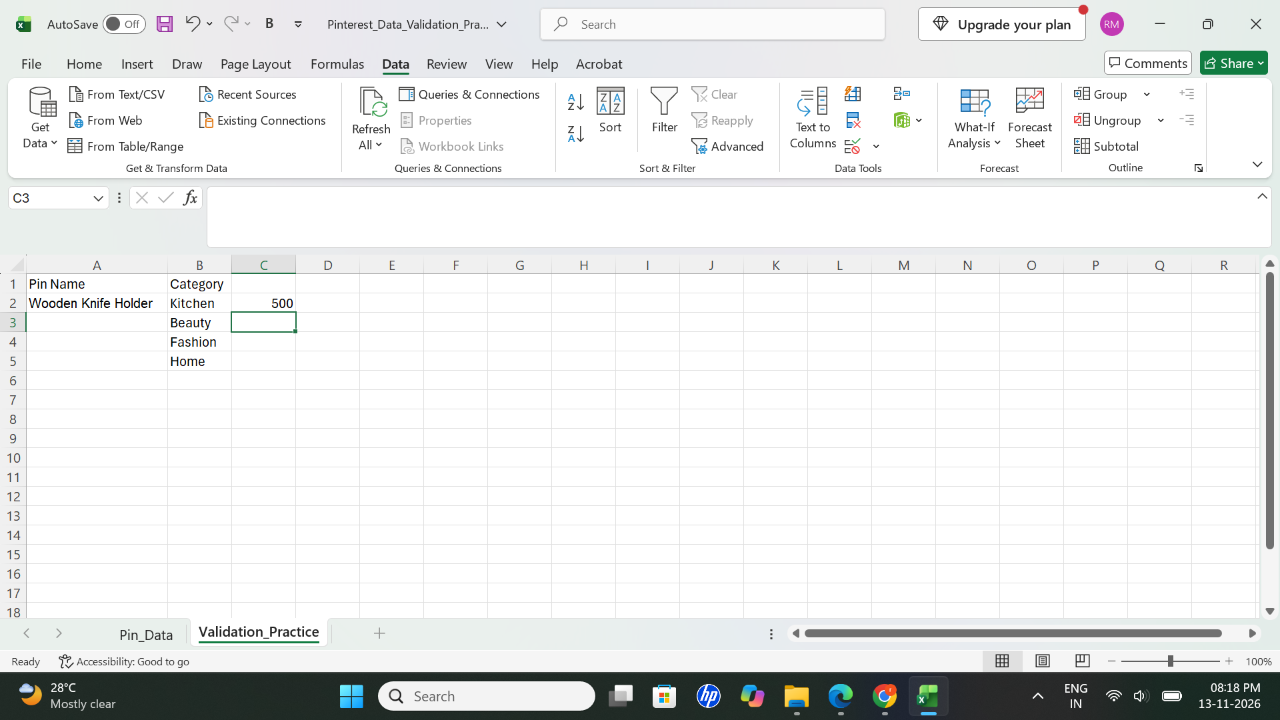 AutoSave Off B Pinterest_Data_Validation_Pra... Search Upgrade your plan RM
File Home Insert Draw Page Layout Formulas Data Review View Help Acrobat Comments Share
Get Data
From Text/CSV
From Web
From Table/Range
Recent Sources
Existing Connections
Get & Transform Data
Refresh All
Queries & Connections
Properties
Workbook Links
Queries & Connections
Sort
Filter
Clear
Reapply
Advanced
Sort & Filter
Text to Columns
Data Tools
What-If Analysis
Forecast Sheet
Forecast
Group
Ungroup
Subtotal
Outline
C3 fx
A B C D E F G H I J K L M N O P Q R
1 Pin Name Category
2 Wooden Knife Holder Kitchen 500
3 Beauty
4 Fashion
5 Home
6
7
8
9
10
11
12
13
14
15
16
17
18
Pin_Data Validation_Practice
Ready Accessibility: Good to go 100%
28°C
Mostly clear
Search
ENG
IN
08:18 PM
13-11-2026